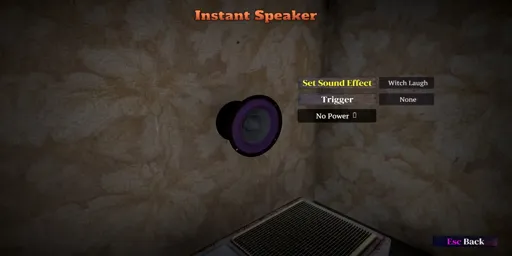 Instant Speaker
Set Sound Effect Witch Laugh
Trigger None
No Power
Esc Back